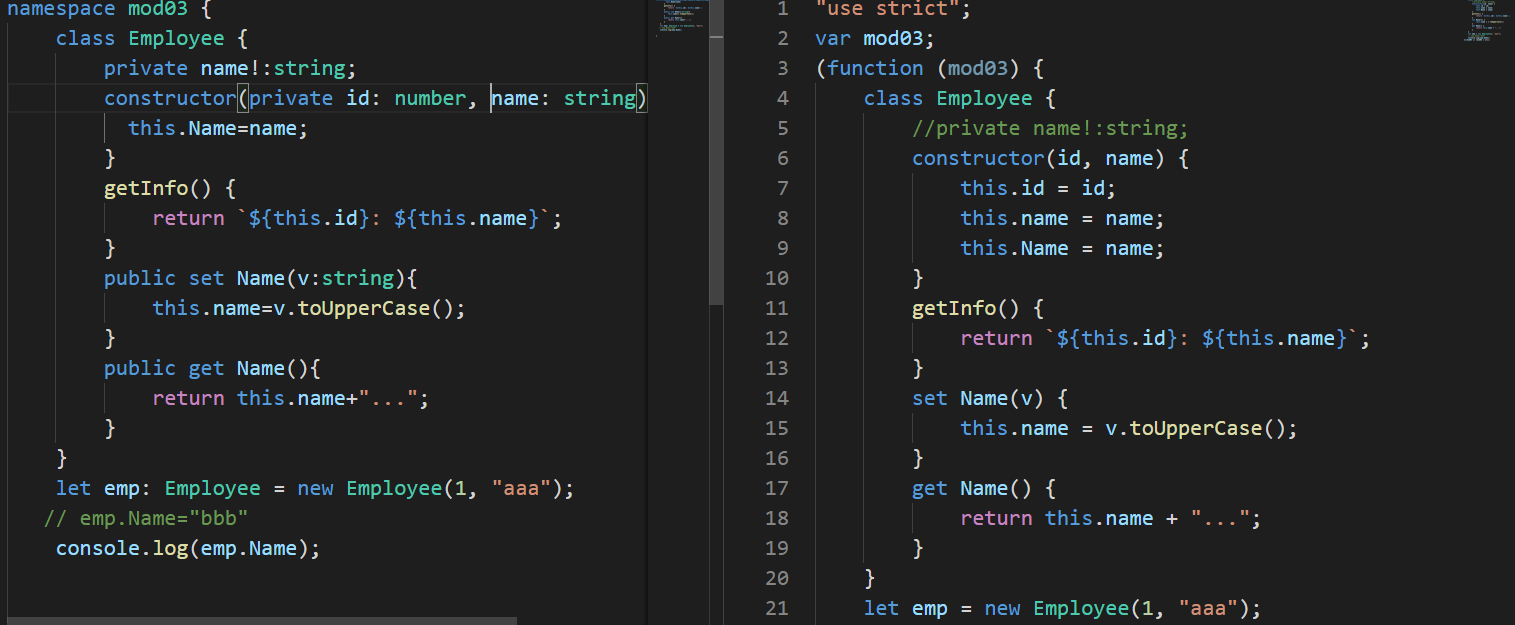 namespace mod03 {
class Employee {
private name!:string;
constructor(private id: number, name: string)
this.Name=name;
}
getInfo() {
return `${this.id}: ${this.name}`;
}
public set Name(v:string){
this.name=v.toUpperCase();
}
public get Name(){
return this.name+"...";
}
}
let emp: Employee = new Employee(1, "aaa");
// emp.Name="bbb"
console.log(emp.Name);
1 "use strict";
2 var mod03;
3 (function (mod03) {
4 class Employee {
5 //private name!:string;
6 constructor(id, name) {
7 this.id = id;
8 this.name = name;
9 this.Name = name;
10 }
11 getInfo() {
12 return `${this.id}: ${this.name}`;
13 }
14 set Name(v) {
15 this.name = v.toUpperCase();
16 }
17 get Name() {
18 return this.name + "...";
19 }
20 }
21 let emp = new Employee(1, "aaa");